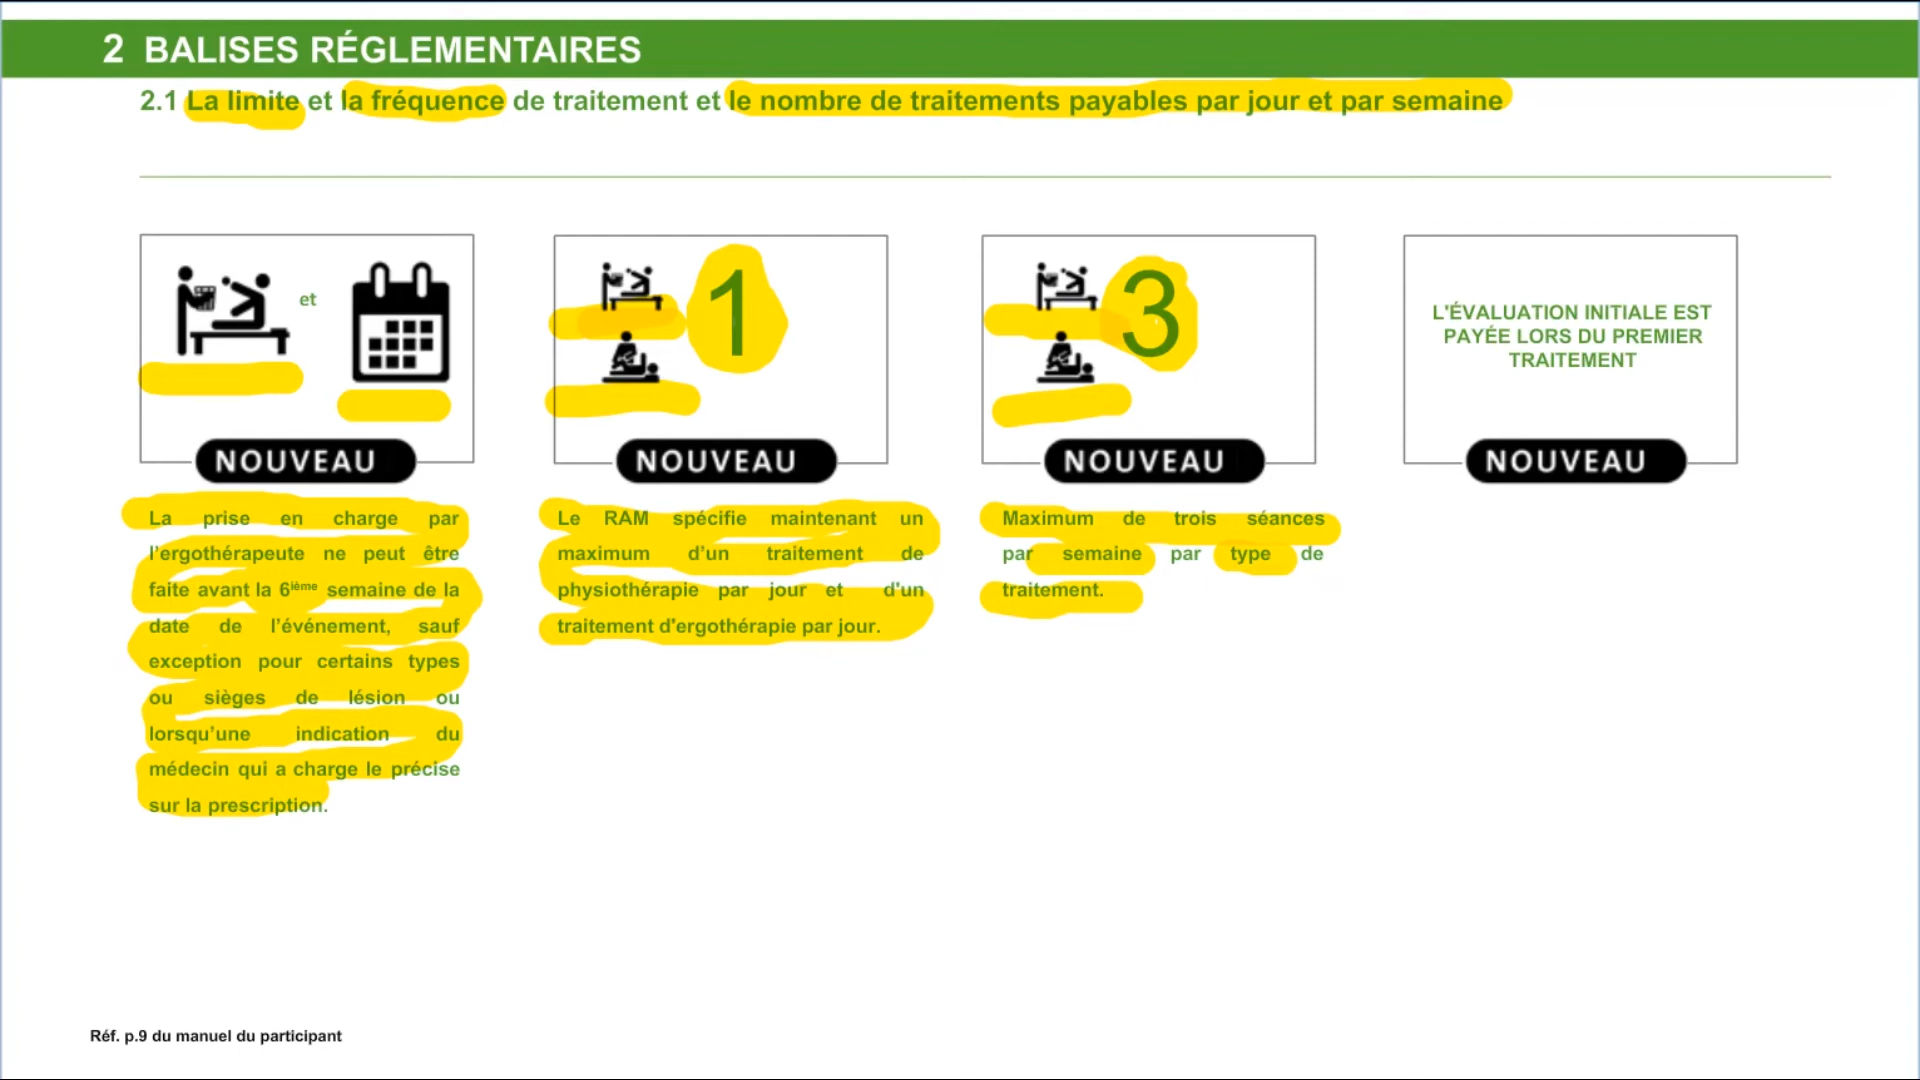 2 BALISES RÉGLEMENTAIRES
2.1 La limite et la fréquence de traitement et le nombre de traitements payables par jour et par semaine
et
NOUVEAU
La prise en charge par
l'ergothérapeute ne peut être
faite avant la 6ième semaine de la
date de l'événement, sauf
exception pour certains types
ou sièges de lésion ou
lorsqu'une indication du
médecin qui a charge le précise
sur la prescription.
1
NOUVEAU
Le RAM spécifie maintenant un
maximum d'un traitement de
physiothérapie par jour et d'un
traitement d'ergothérapie par jour.
3
NOUVEAU
Maximum de trois séances
par semaine par type de
traitement.
L'ÉVALUATION INITIALE EST
PAYÉE LORS DU PREMIER
TRAITEMENT
NOUVEAU
Réf. p.9 du manuel du participant